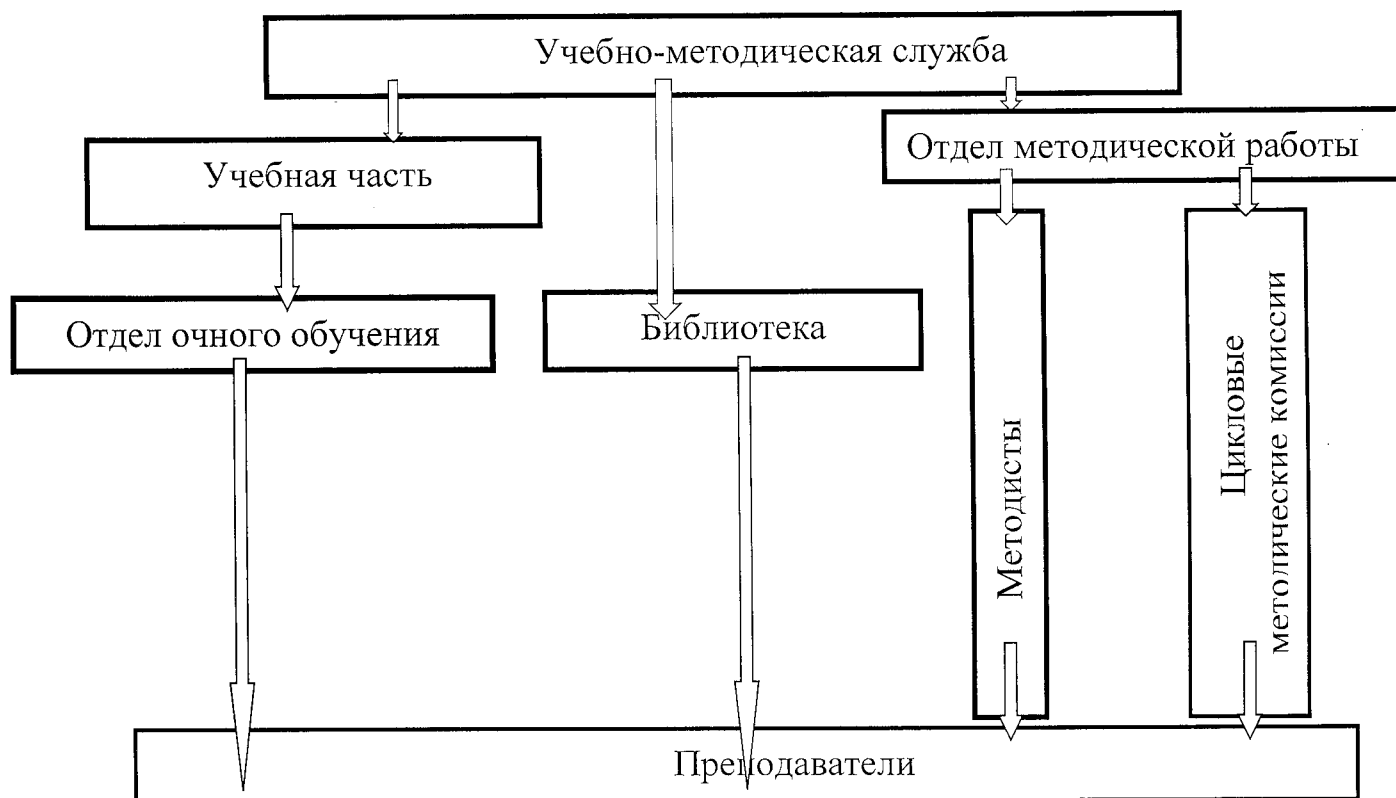 Учебно-методическая служба
Отдел методической работы
Учебная часть
Отдел очного обучения
Библиотека
Методисты
Цикловые
методические комиссии
Преподаватели